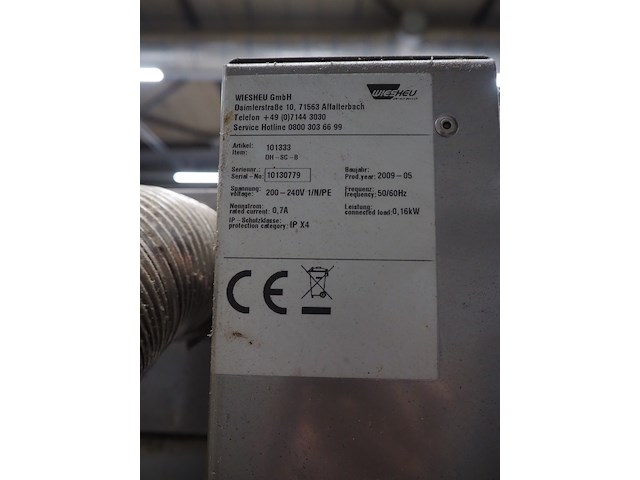 WIESHEU GmbH
Daimlerstraße 10, 71563 Affalterbach
Telefon +49 (0)7144 3030
Service Hotline 0800 303 66 99
WIESHEU
Artikel: 101333
Item: DH-SC-B
Seriennr.:
Serial-No: 10130779
Baujahr:
Prod.year: 2009-05
Spannung
voltage: 200-240V 1/N/PE
Frequenz
frequency: 50/60Hz
Nennstrom:
rated current: 0,7A
Leistung:
connected load: 0,16kW
IP-Schutzklasse:
protection category: IP X4
CE